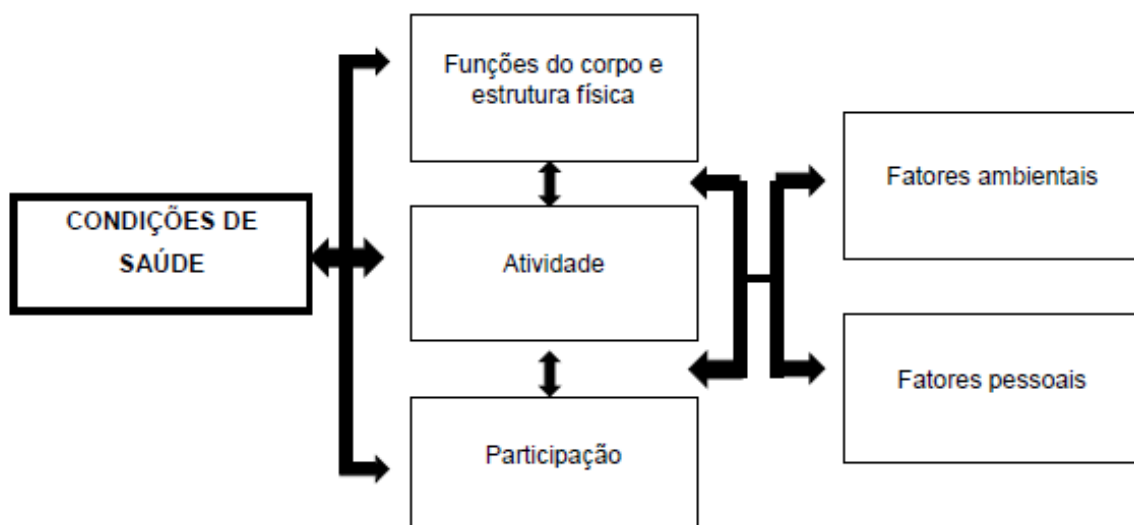 Funções do corpo e
estrutura física
Fatores ambientais
CONDIÇÕES DE
SAÚDE
Atividade
Fatores pessoais
Participação